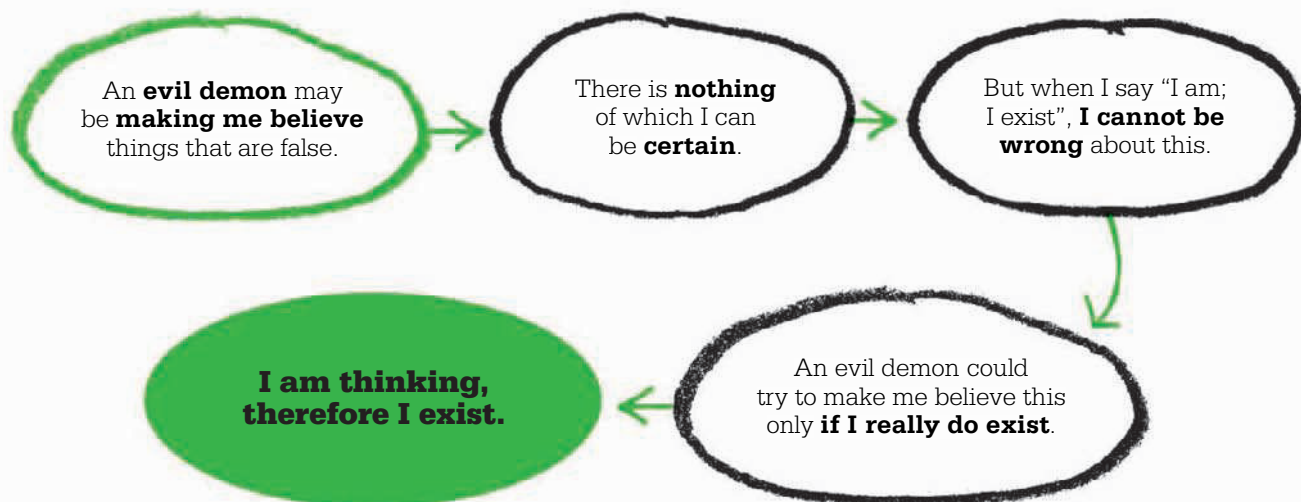 An evil demon may
be making me believe
things that are false.
There is nothing
of which I can
be certain.
But when I say “I am;
I exist”, I cannot be
wrong about this.
An evil demon could
try to make me believe this
only if I really do exist.
I am thinking,
therefore I exist.